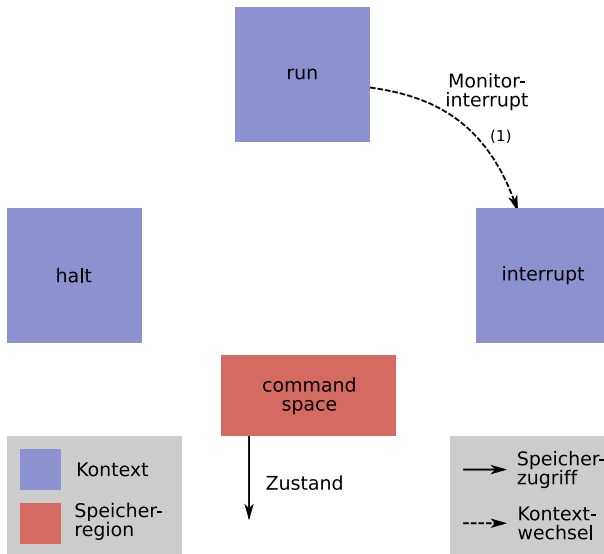 run
Monitor-
interrupt
(1)
halt
interrupt
command
space
Zustand
Kontext
Speicher-
region
Speicher-
zugriff
Kontext-
wechsel